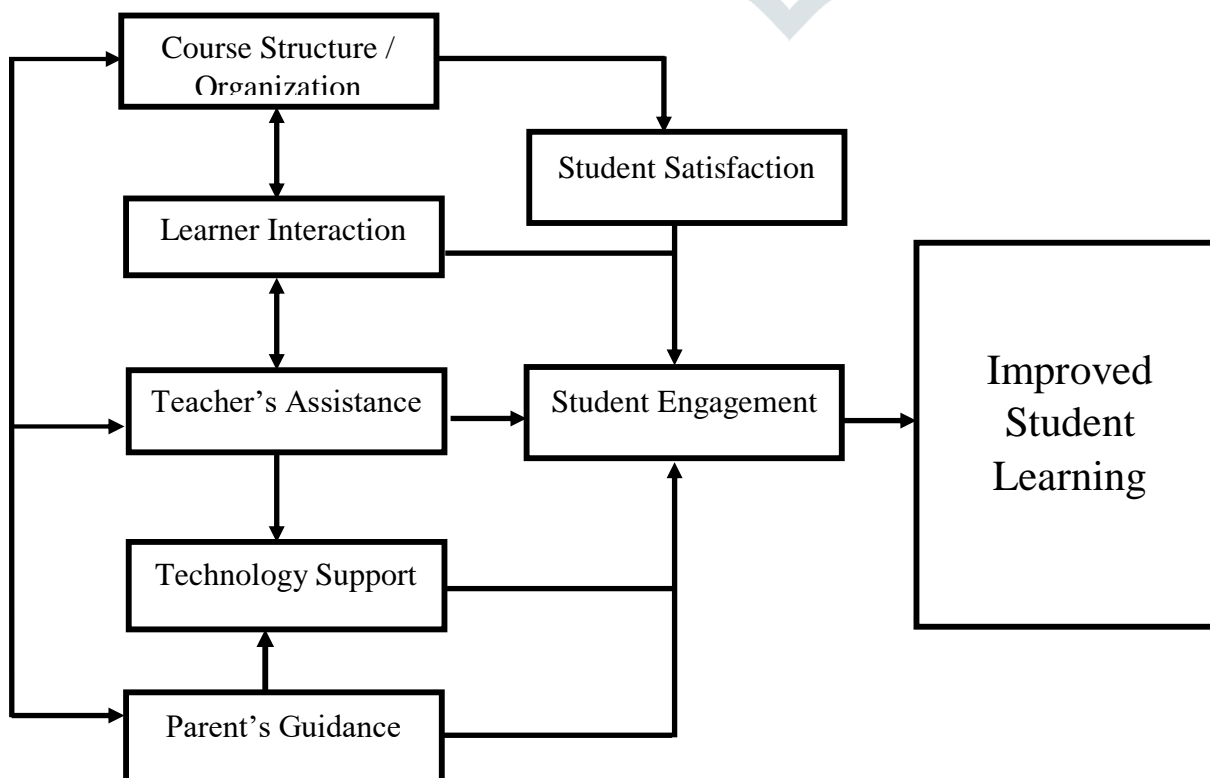 Course Structure /
Organization
Student Satisfaction
Learner Interaction
Teacher’s Assistance
Student Engagement
Improved
Student
Learning
Technology Support
Parent’s Guidance